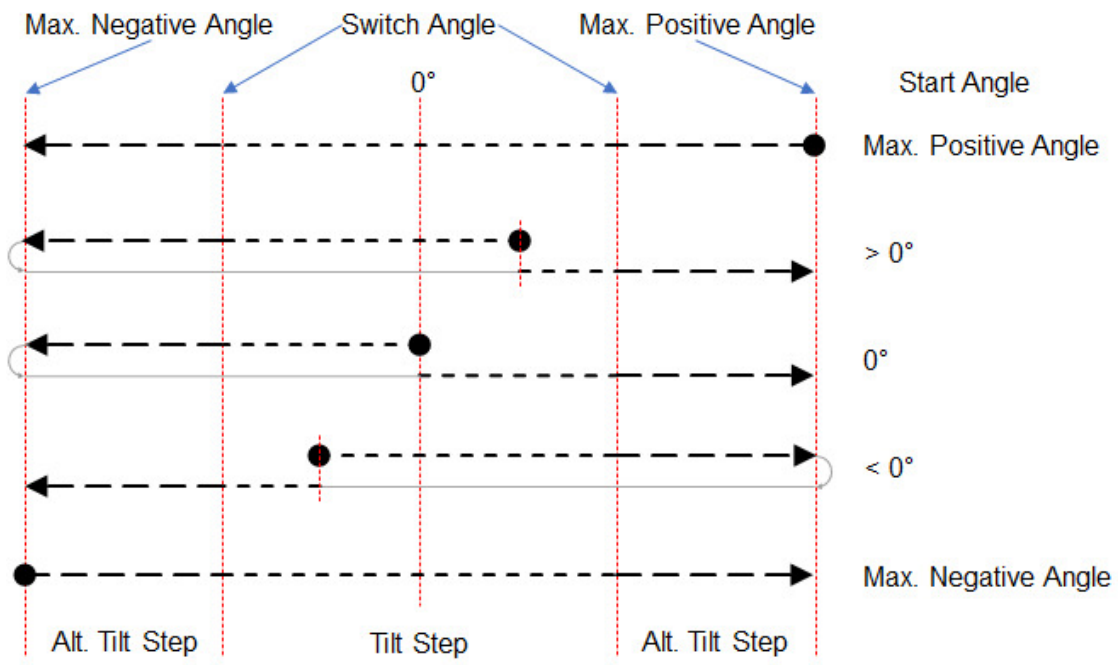 Max. Negative Angle
Switch Angle
Max. Positive Angle
0°
Start Angle
Max. Positive Angle
> 0°
0°
< 0°
Max. Negative Angle
Alt. Tilt Step
Tilt Step
Alt. Tilt Step